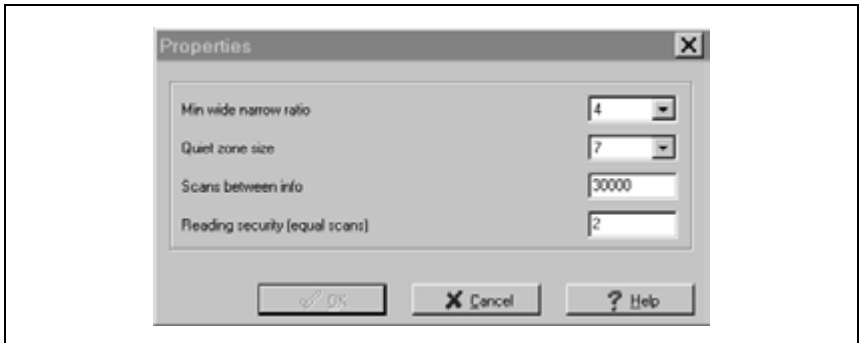 Properties
Min wide narrow ratio 4
Quiet zone size 7
Scans between info 30000
Reading security (equal scans) 2
OK Cancel Help